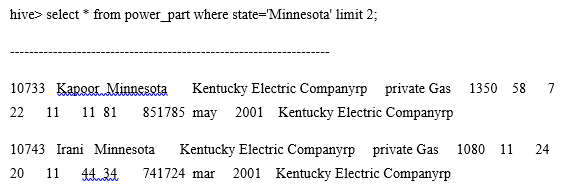 hive> select * from power_part where state='Minnesota' limit 2;
--------------------------------------------------------------------
10733 Kapoor Minnesota Kentucky Electric Companyrp private Gas 1350 58 7
22 11 11 81 851785 may 2001 Kentucky Electric Companyrp
10743 Irani Minnesota Kentucky Electric Companyrp private Gas 1080 11 24
20 11 44 34 741724 mar 2001 Kentucky Electric Companyrp